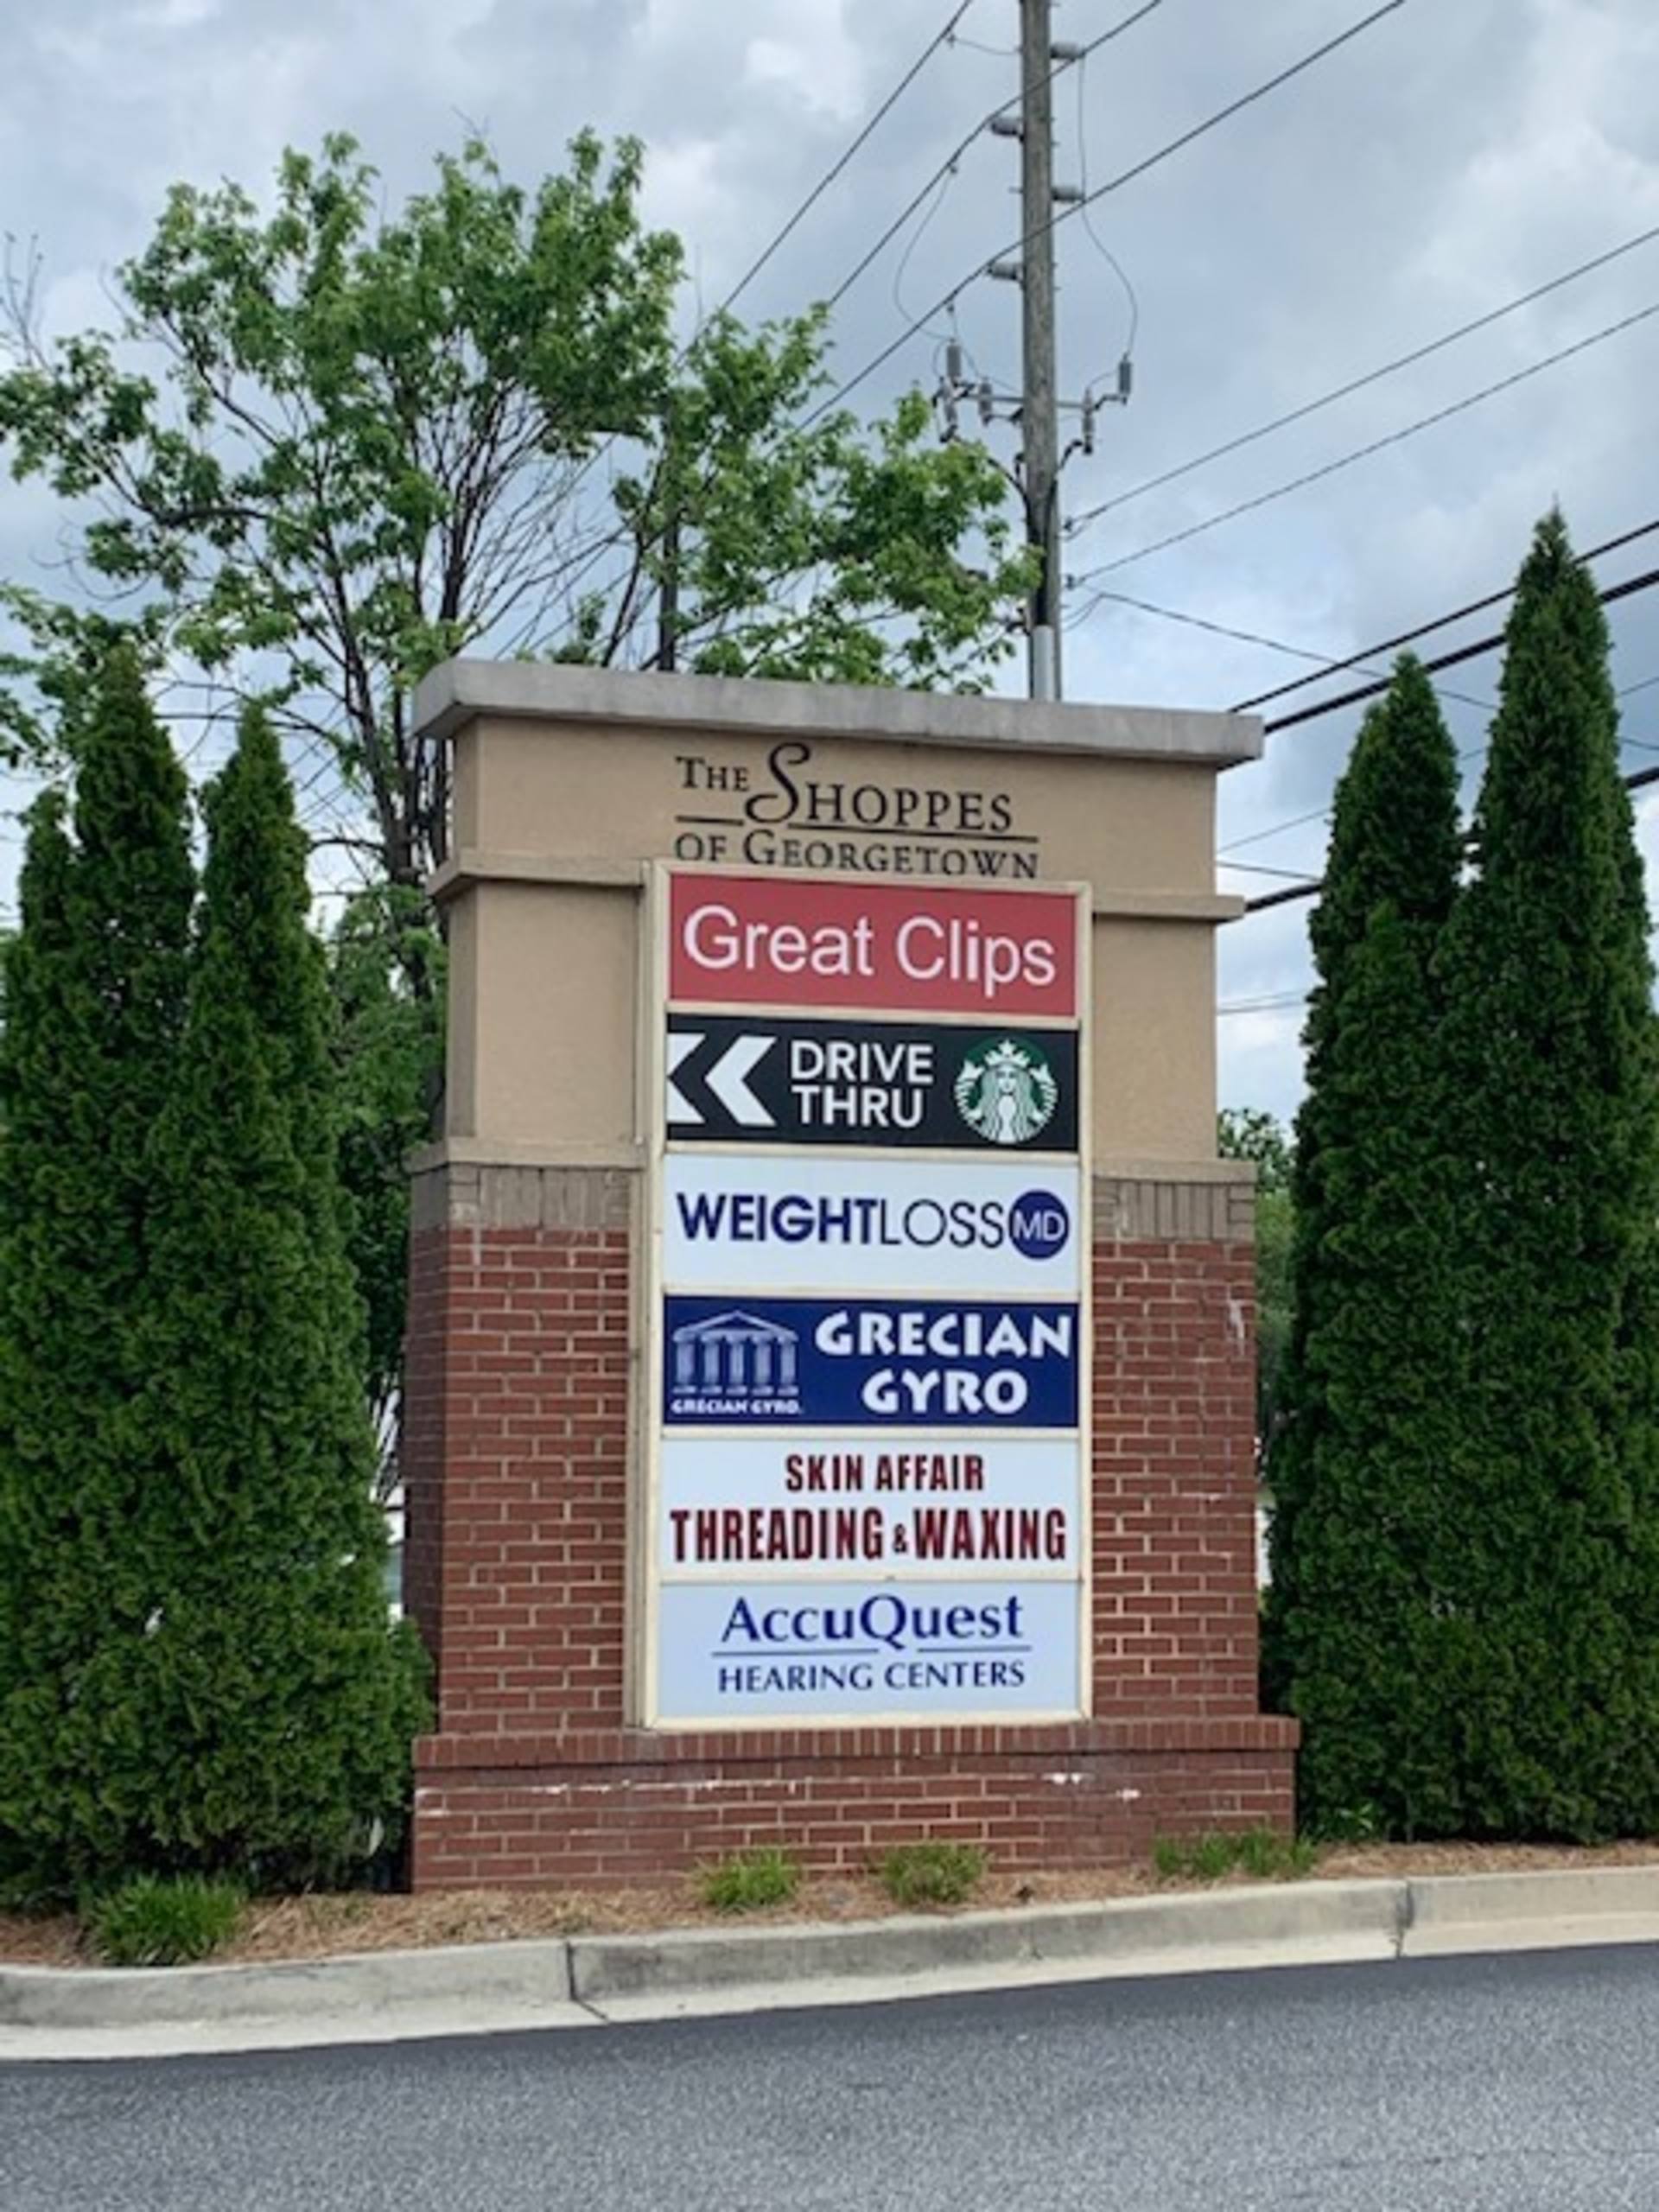 THE SHOPPES
OF GEORGETOWN
Great Clips
DRIVE
THRU
WEIGHTLOSS MD
GRECIAN
GYRO
GRECIAN GYRO.
SKIN AFFAIR
THREADING & WAXING
AccuQuest
HEARING CENTERS